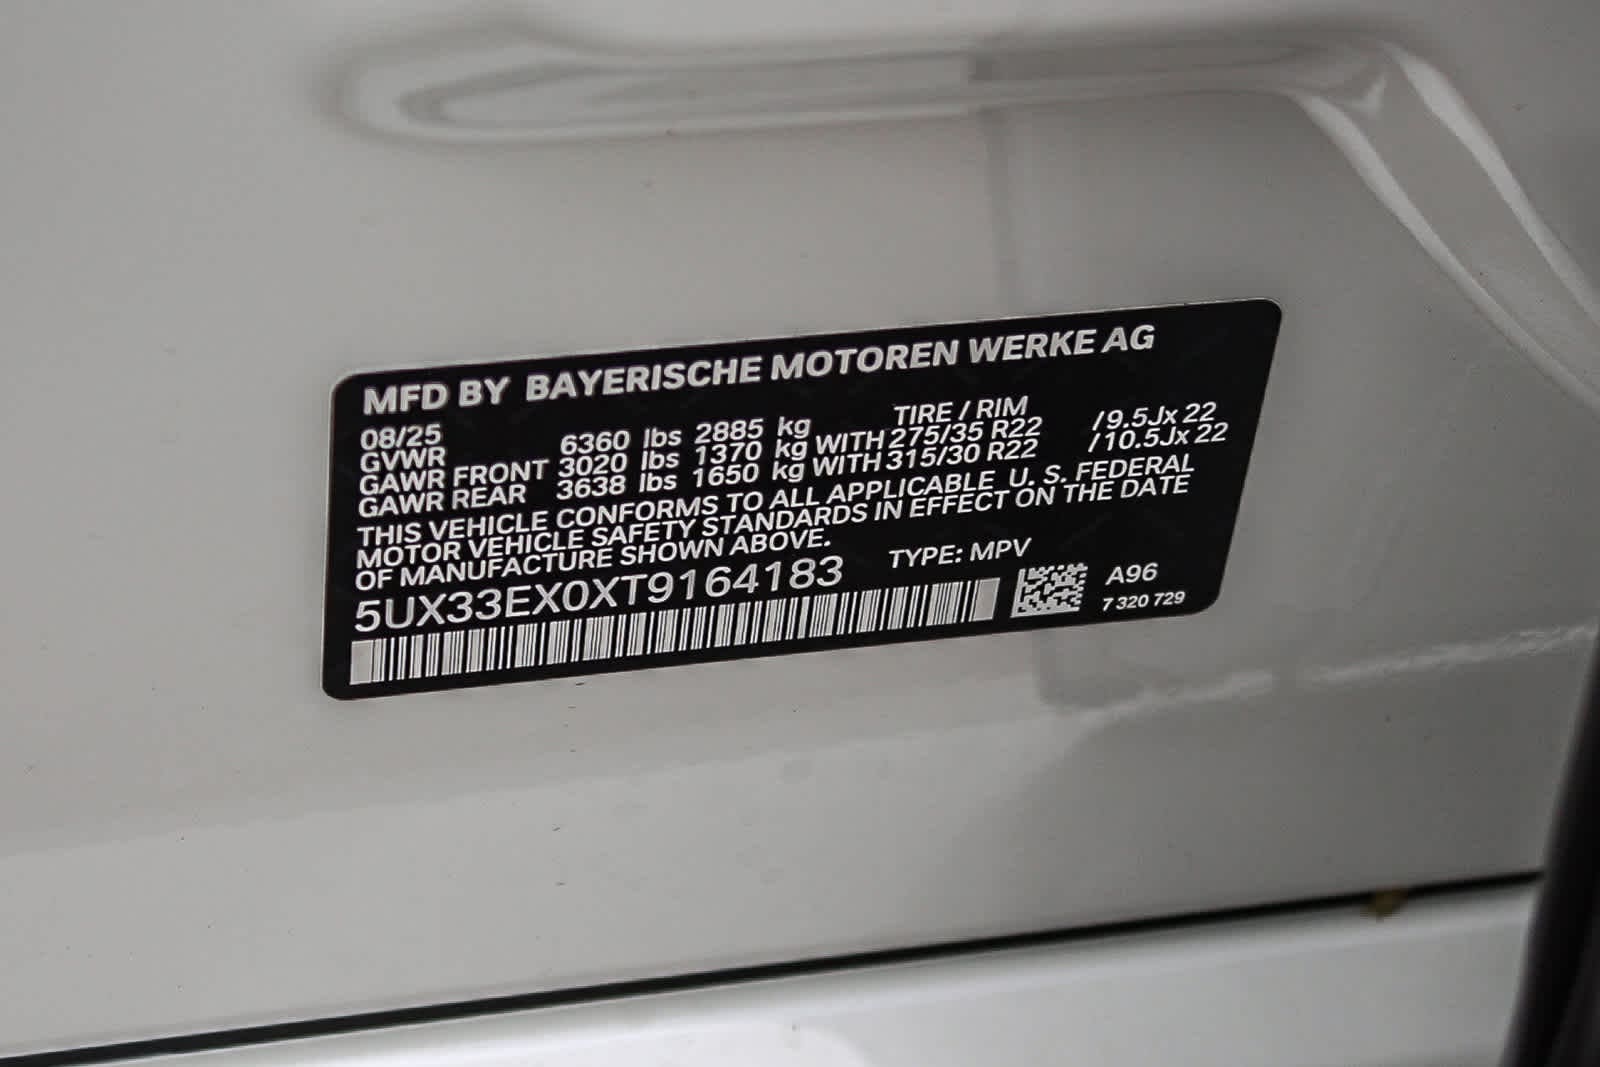 MFD BY BAYERISCHE MOTOREN WERKE AG
08/25 TIRE / RIM
GVWR 6360 lbs 2885 kg
GAWR FRONT 3020 lbs 1370 kg WITH 275/35 R22 /9.5Jx 22
GAWR REAR 3638 lbs 1650 kg WITH 315/30 R22 /10.5Jx 22
THIS VEHICLE CONFORMS TO ALL APPLICABLE U. S. FEDERAL
MOTOR VEHICLE SAFETY STANDARDS IN EFFECT ON THE DATE
OF MANUFACTURE SHOWN ABOVE.
TYPE: MPV
5UX33EX0XT9164183
A96
7 320 729